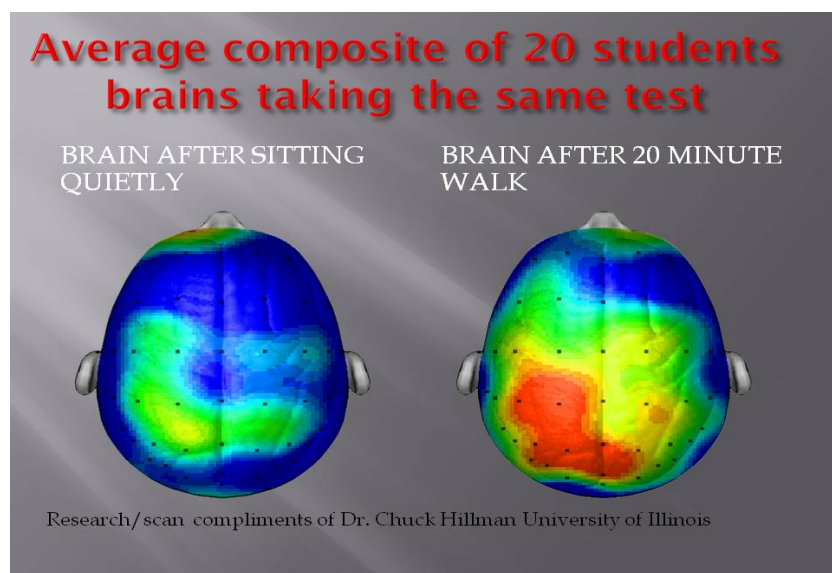 Average composite of 20 students
brains taking the same test
BRAIN AFTER SITTING
QUIETLY
BRAIN AFTER 20 MINUTE
WALK
Research/scan compliments of Dr. Chuck Hillman University of Illinois